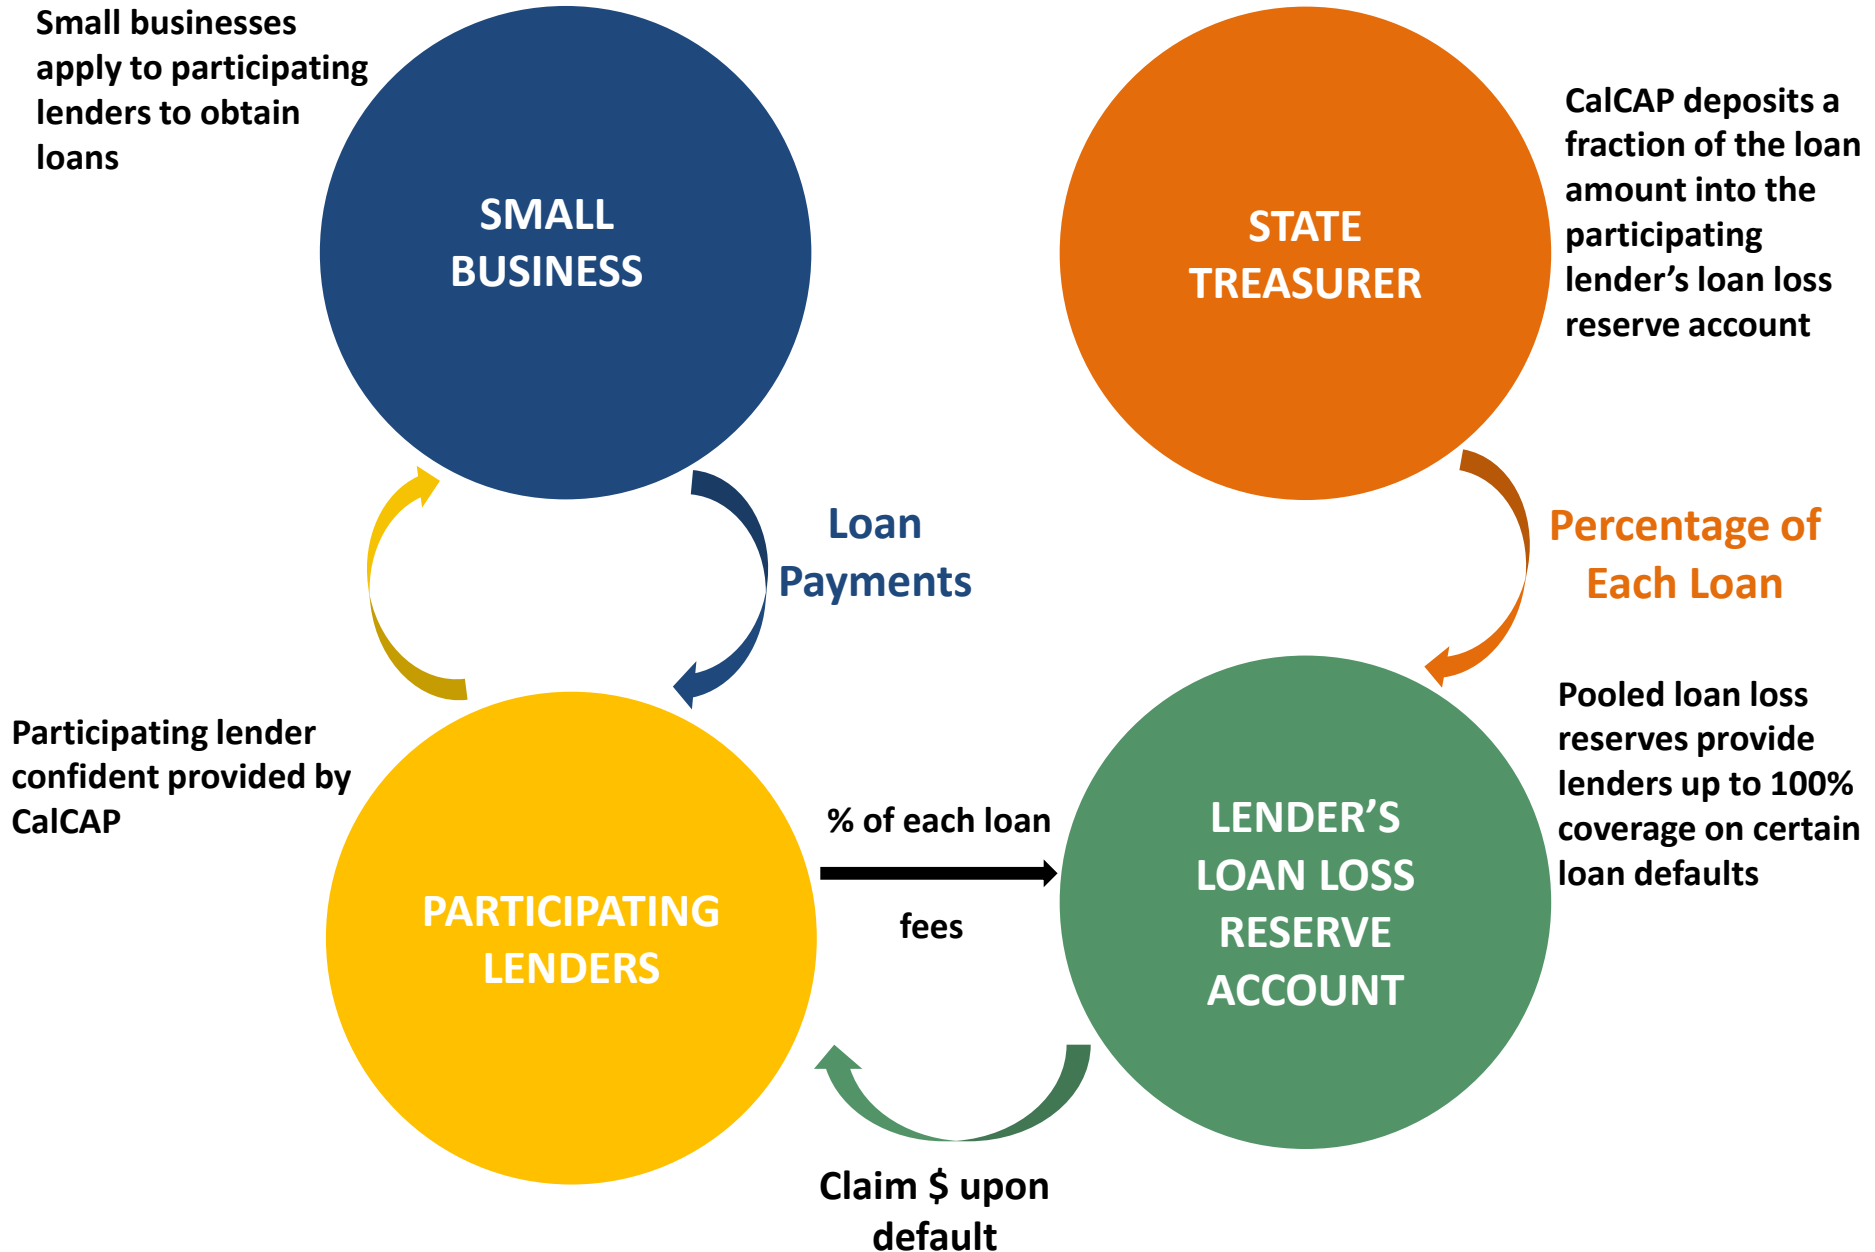 Small businesses
apply to participating
lenders to obtain
loans
SMALL
BUSINESS
STATE
TREASURER
CalCAP deposits a
fraction of the loan
amount into the
participating
lender’s loan loss
reserve account
Loan
Payments
Percentage of
Each Loan
Participating lender
confident provided by
CalCAP
PARTICIPATING
LENDERS
% of each loan
fees
LENDER’S
LOAN LOSS
RESERVE
ACCOUNT
Pooled loan loss
reserves provide
lenders up to 100%
coverage on certain
loan defaults
Claim $ upon
default